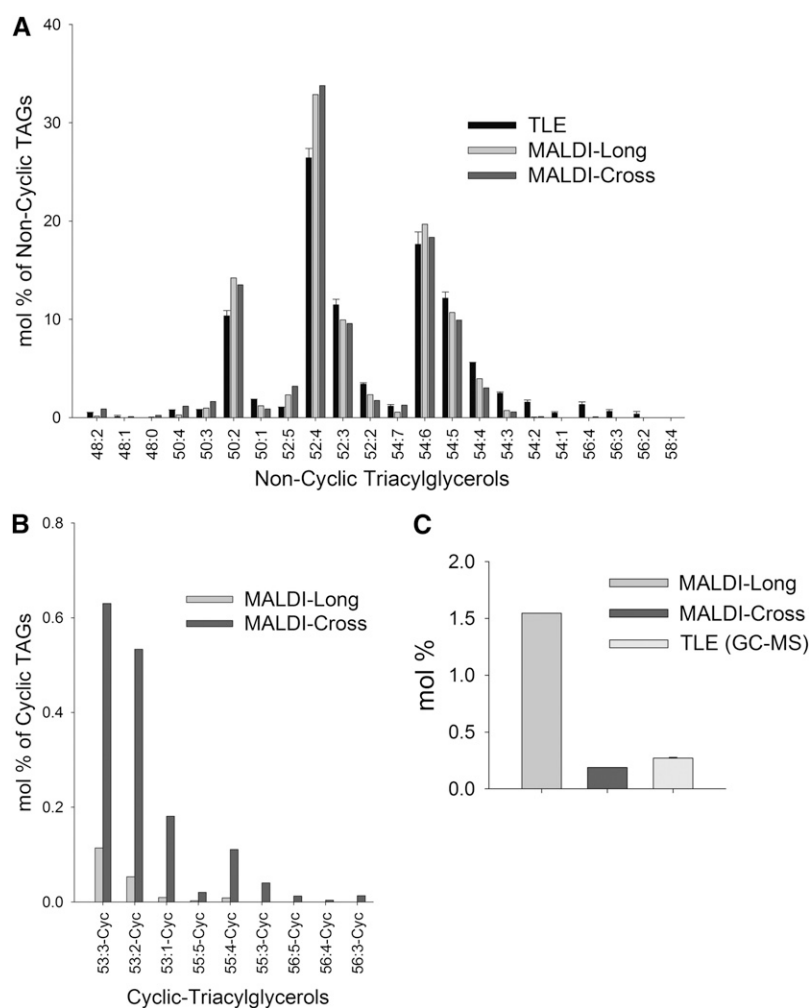 A
mol % of Non-Cyclic TAGs
40
30
20
10
0
TLE
MALDI-Long
MALDI-Cross
48:2
48:1
48:0
50:4
50:3
50:2
50:1
52:5
52:4
52:3
52:2
54:7
54:6
54:5
54:4
54:3
54:2
54:1
56:4
56:3
56:2
58:4
Non-Cyclic Triacylglycerols
B
mol % of Cyclic TAGs
0.8
0.6
0.4
0.2
0.0
MALDI-Long
MALDI-Cross
53:3-Cyc
53:2-Cyc
53:1-Cyc
55:5-Cyc
55:4-Cyc
55:3-Cyc
56:5-Cyc
56:4-Cyc
56:3-Cyc
Cyclic-Triacylglycerols
C
mol %
2.0
1.5
1.0
0.5
0.0
MALDI-Long
MALDI-Cross
TLE (GC-MS)